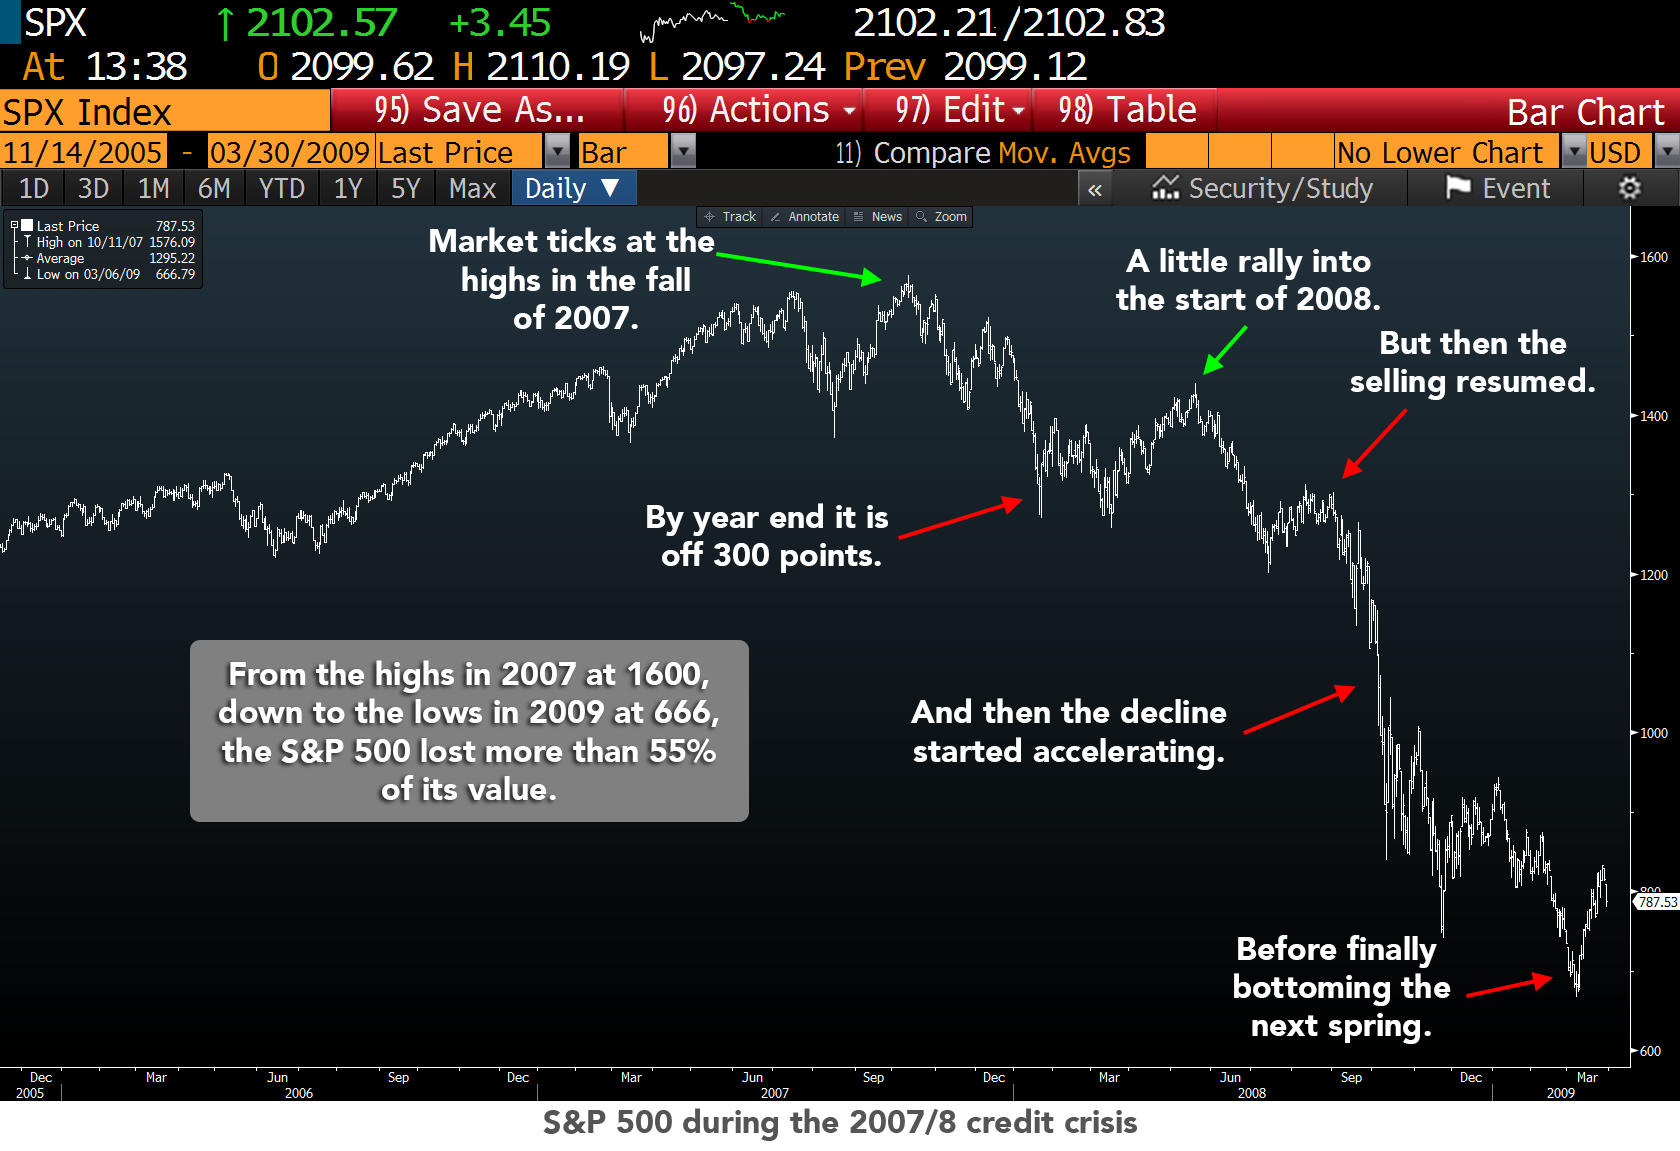 SPX ↑ 2102.57 +3.45 2102.21/2102.83
At 13:38 O 2099.62 H 2110.19 L 2097.24 Prev 2099.12
SPX Index 95) Save As... 96) Actions 97) Edit 98) Table Bar Chart
11/14/2005 - 03/30/2009 Last Price Bar 11) Compare Mov. Avgs No Lower Chart USD
1D 3D 1M 6M YTD 1Y 5Y Max Daily ▼ « Security/Study Event
Track Annotate News Zoom
Last Price 787.53
High on 10/11/07 1576.09
Average 1295.22
Low on 03/06/09 666.79
Market ticks at the
highs in the fall
of 2007.
A little rally into
the start of 2008.
But then the
selling resumed.
By year end it is
off 300 points.
From the highs in 2007 at 1600,
down to the lows in 2009 at 666,
the S&P 500 lost more than 55%
of its value.
And then the decline
started accelerating.
Before finally
bottoming the
next spring.
1600
1400
1200
1000
800
787.53
600
Dec Mar Jun Sep Dec Mar Jun Sep Dec Mar Jun Sep Dec Mar
2005 2006 2007 2008 2009
S&P 500 during the 2007/8 credit crisis